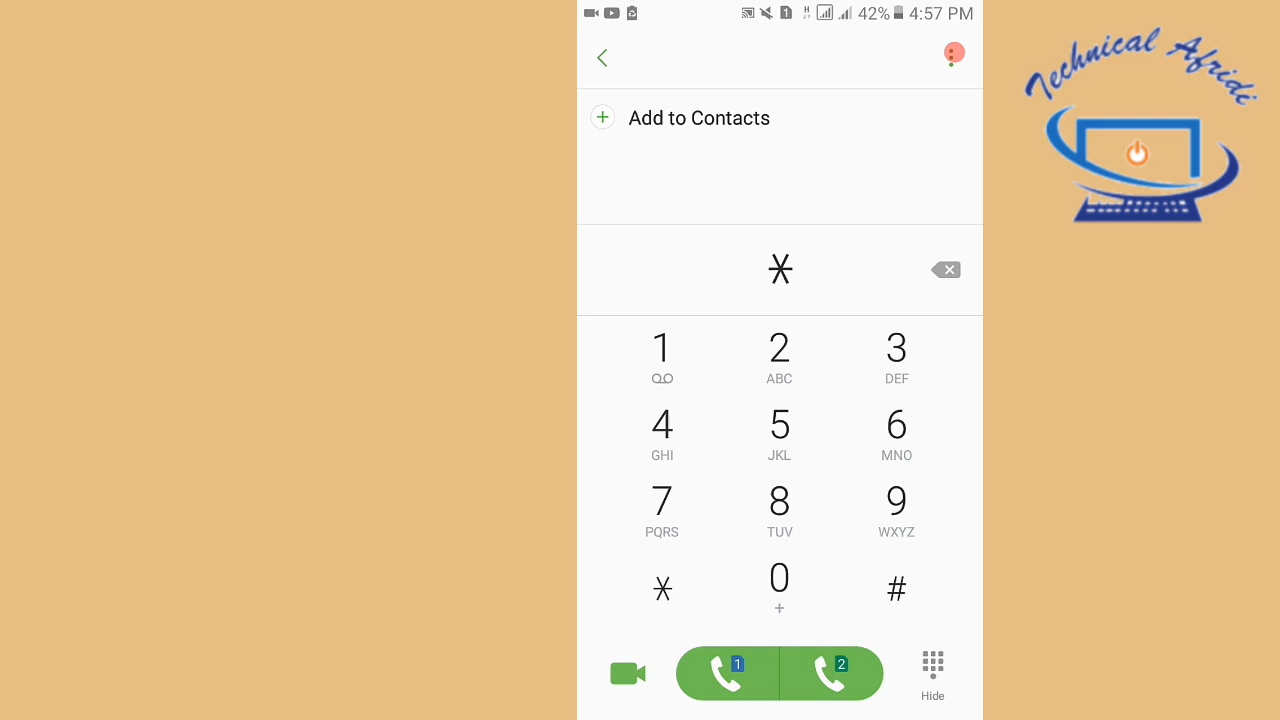 1 H 42% 4:57 PM
Technical Afridi
Add to Contacts
*
1 2 3
ABC DEF
4 5 6
GHI JKL MNO
7 8 9
PQRS TUV WXYZ
* 0 #
+
1 2
Hide